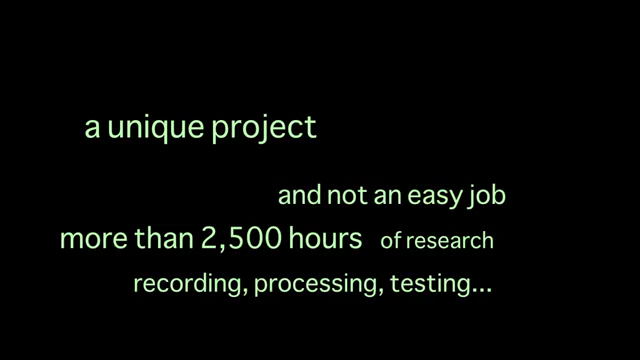 a unique project
and not an easy job
more than 2,500 hours of research
recording, processing, testing...